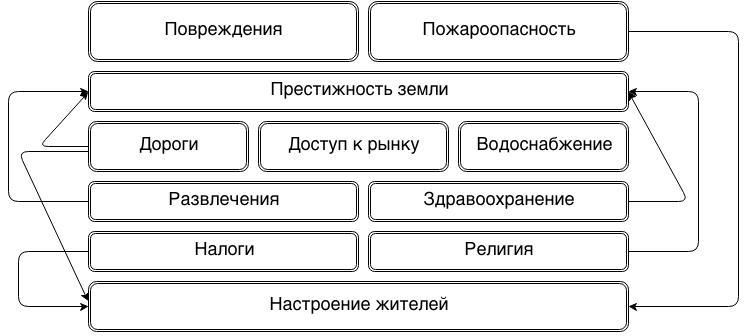 Повреждения
Пожароопасность
Престижность земли
Дороги
Доступ к рынку
Водоснабжение
Развлечения
Здравоохранение
Налоги
Религия
Настроение жителей